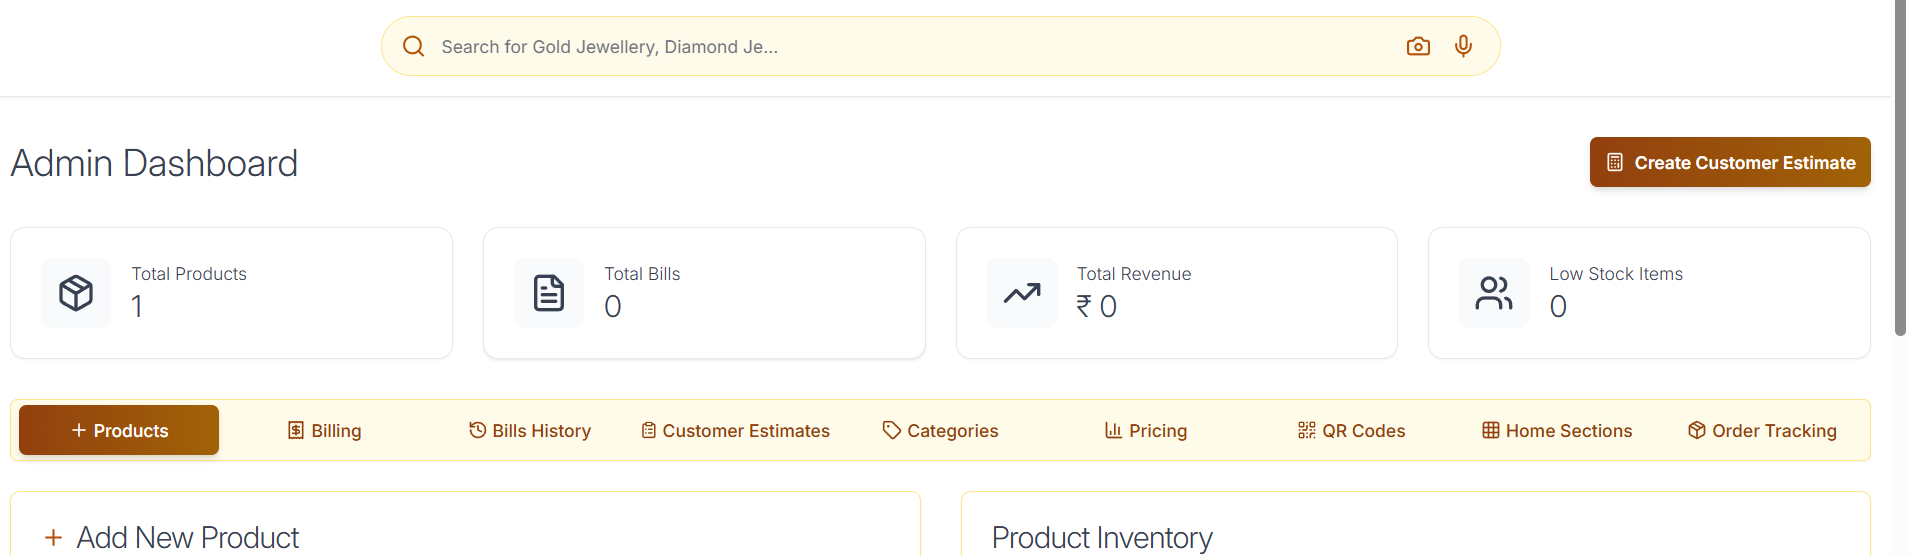 Search for Gold Jewellery, Diamond Je...
Admin Dashboard
Create Customer Estimate
Total Products
1
Total Bills
0
Total Revenue
₹ 0
Low Stock Items
0
+ Products
Billing
Bills History
Customer Estimates
Categories
Pricing
QR Codes
Home Sections
Order Tracking
+ Add New Product
Product Inventory